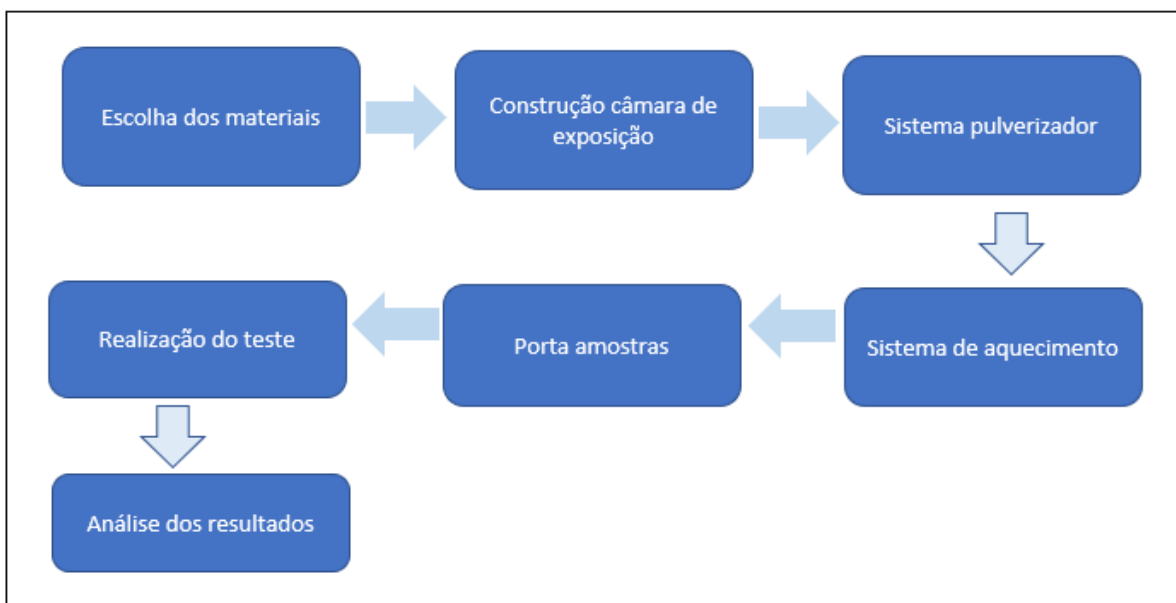 Escolha dos materiais
Construção câmara de
exposição
Sistema pulverizador
Sistema de aquecimento
Porta amostras
Realização do teste
Análise dos resultados